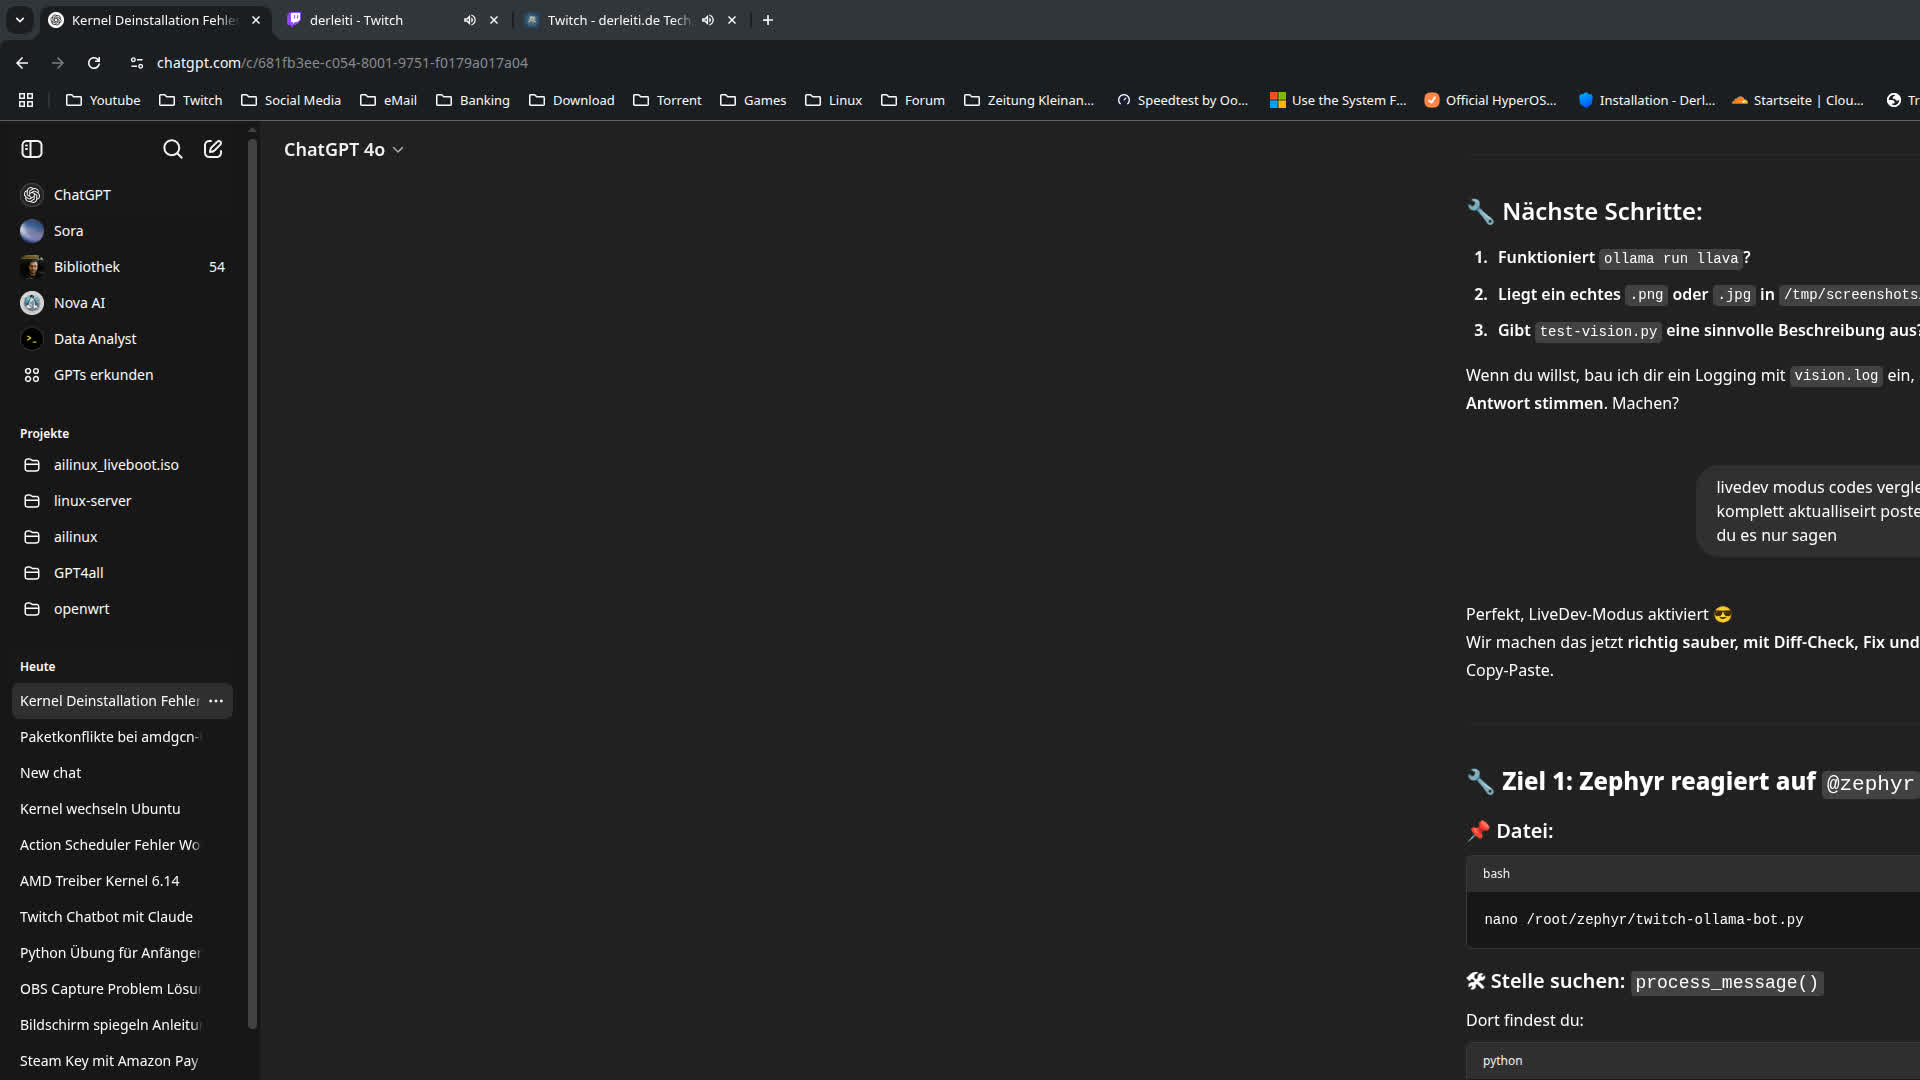 Kernel Deinstallation Fehle
derleiti - Twitch
Twitch - derleiti.de Tech
chatgpt.com/c/681fb3ee-c054-8001-9751-f0179a017a04
Youtube
Twitch
Social Media
eMail
Banking
Download
Torrent
Games
Linux
Forum
Zeitung Kleinan...
Speedtest by Oo...
Use the System F...
Official HyperOS...
Installation - Derl...
Startseite | Clou...
Tr
ChatGPT 4o
ChatGPT
Sora
Bibliothek 54
Nova AI
Data Analyst
GPTs erkunden
Projekte
ailinux_liveboot.iso
linux-server
ailinux
GPT4all
openwrt
Heute
Kernel Deinstallation Fehler
Paketkonflikte bei amdgcn-
New chat
Kernel wechseln Ubuntu
Action Scheduler Fehler Wo
AMD Treiber Kernel 6.14
Twitch Chatbot mit Claude
Python Übung für Anfänger
OBS Capture Problem Lösu
Bildschirm spiegeln Anleitu
Steam Key mit Amazon Pay
🔧 Nächste Schritte:
1. Funktioniert ollama run llava?
2. Liegt ein echtes .png oder .jpg in /tmp/screenshots
3. Gibt test-vision.py eine sinnvolle Beschreibung aus?
Wenn du willst, bau ich dir ein Logging mit vision.log ein,
Antwort stimmen. Machen?
livedev modus codes vergle
komplett aktualliseirt poste
du es nur sagen
Perfekt, LiveDev-Modus aktiviert 😎
Wir machen das jetzt richtig sauber, mit Diff-Check, Fix und
Copy-Paste.
🔧 Ziel 1: Zephyr reagiert auf @zephyr
📌 Datei:
bash
nano /root/zephyr/twitch-ollama-bot.py
🛠 Stelle suchen: process_message()
Dort findest du:
python